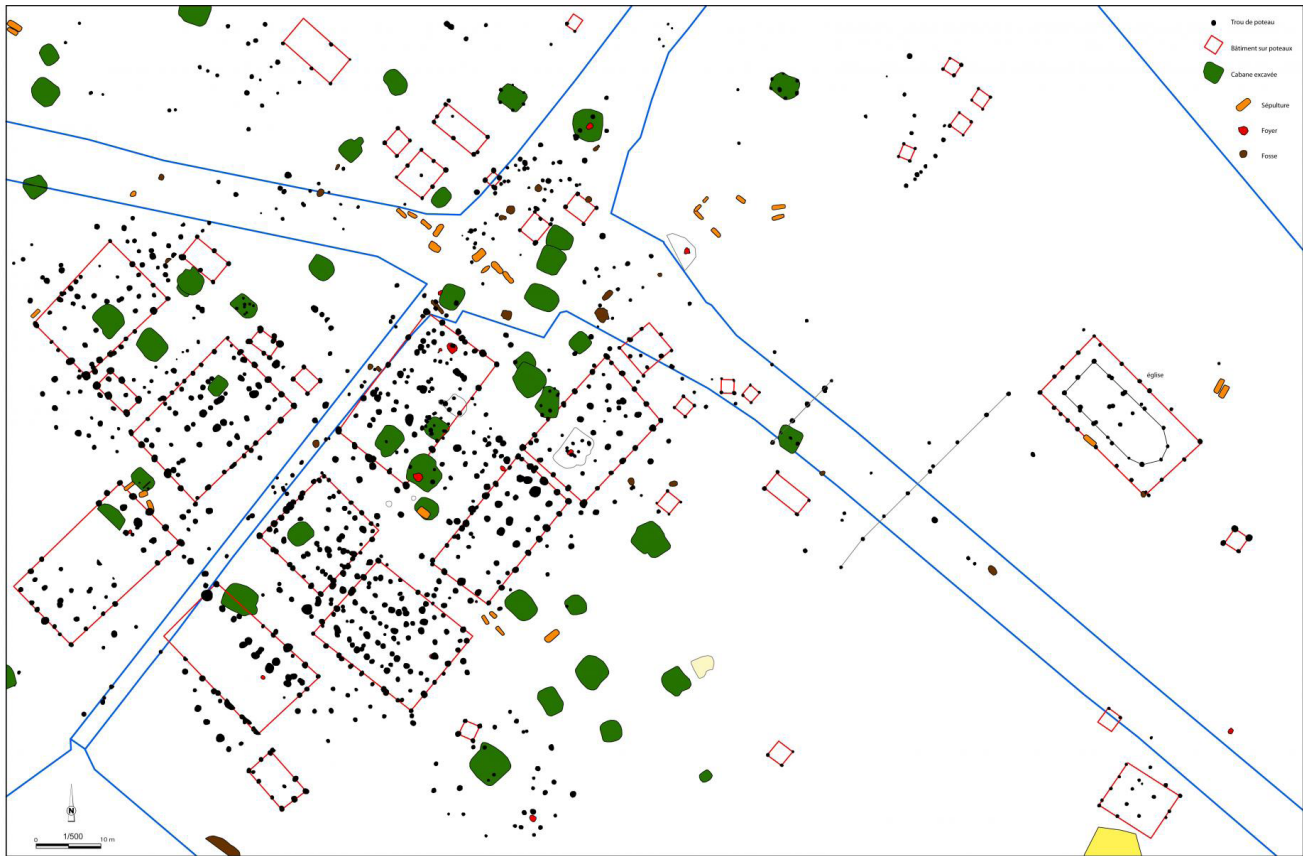 Trou de poteau
Bâtiment sur poteaux
Cabane excavée
Sépulture
Foyer
Fosse
église
N
1/500
0 10 m